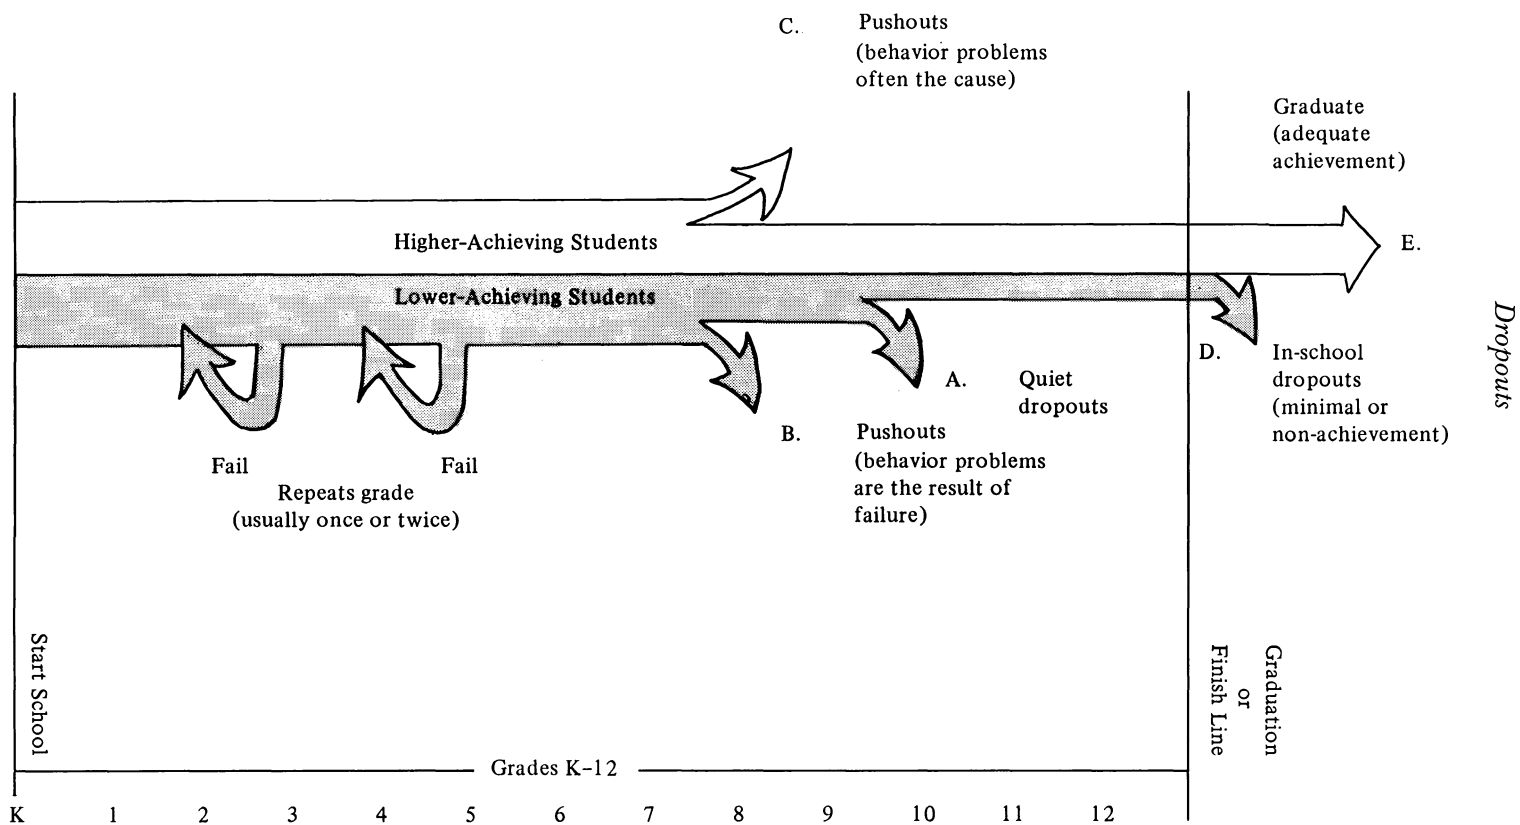 C. Pushouts
(behavior problems
often the cause)
Graduate
(adequate
achievement)
Higher-Achieving Students
E.
Lower-Achieving Students
Dropouts
D. In-school
dropouts
(minimal or
non-achievement)
A. Quiet
dropouts
B. Pushouts
(behavior problems
are the result of
failure)
Fail
Fail
Repeats grade
(usually once or twice)
Start School
Graduation
or
Finish Line
Grades K-12
K 1 2 3 4 5 6 7 8 9 10 11 12